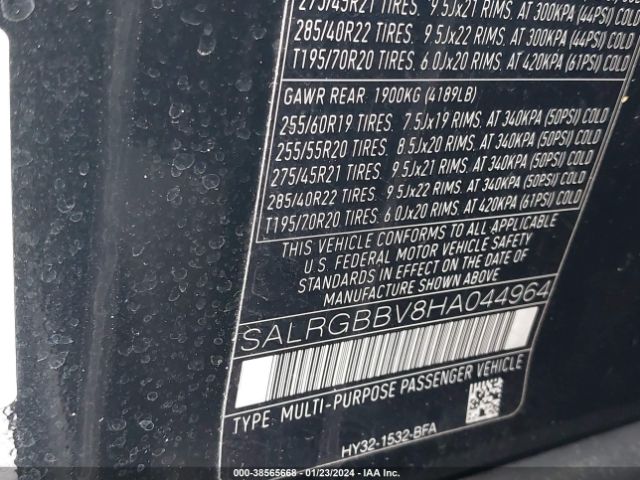 275/45R21 TIRES. 9.5Jx21 RIMS. AT 300KPA (44PSI) COLD
285/40R22 TIRES. 9.5Jx22 RIMS. AT 300KPA (44PSI) COLD
T195/70R20 TIRES. 6.0Jx20 RIMS. AT 420KPA (61PSI) COLD
GAWR REAR. 1900KG (4189LB)
255/60R19 TIRES. 7.5Jx19 RIMS. AT 340KPA (50PSI) COLD
255/55R20 TIRES. 8.5Jx20 RIMS. AT 340KPA (50PSI) COLD
275/45R21 TIRES. 9.5Jx21 RIMS. AT 340KPA (50PSI) COLD
285/40R22 TIRES. 9.5Jx22 RIMS. AT 340KPA (50PSI) COLD
T195/70R20 TIRES. 6.0Jx20 RIMS. AT 420KPA (61PSI) COLD
THIS VEHICLE CONFORMS TO ALL APPLICABLE
U.S. FEDERAL MOTOR VEHICLE SAFETY
STANDARDS IN EFFECT ON THE DATE OF
MANUFACTURE SHOWN ABOVE
SALRGBBV8HA044964
TYPE: MULTI-PURPOSE PASSENGER VEHICLE
HY32-1532-BFA
000-38565668 - 01/23/2024 - IAA Inc.